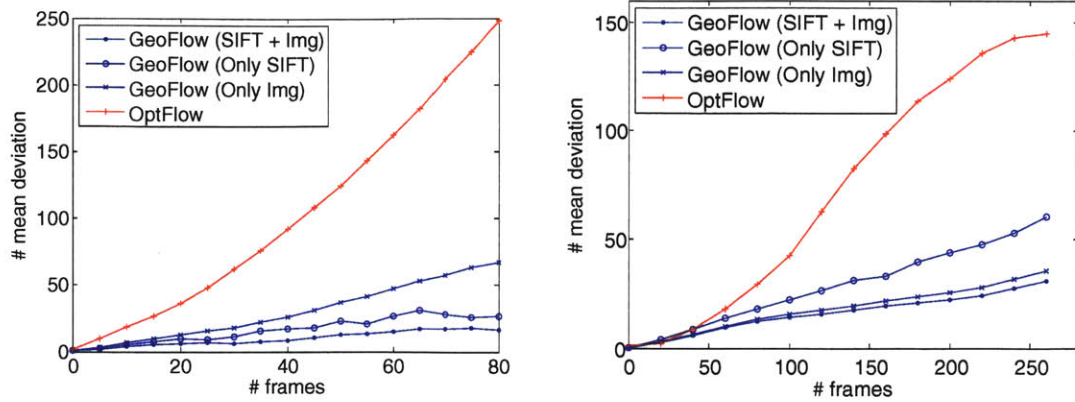 250
200
150
100
50
0
# mean deviation
GeoFlow (SIFT + Img)
GeoFlow (Only SIFT)
GeoFlow (Only Img)
OptFlow
0
20
40
60
80
# frames
150
100
50
0
# mean deviation
GeoFlow (SIFT + Img)
GeoFlow (Only SIFT)
GeoFlow (Only Img)
OptFlow
0
50
100
150
200
250
# frames